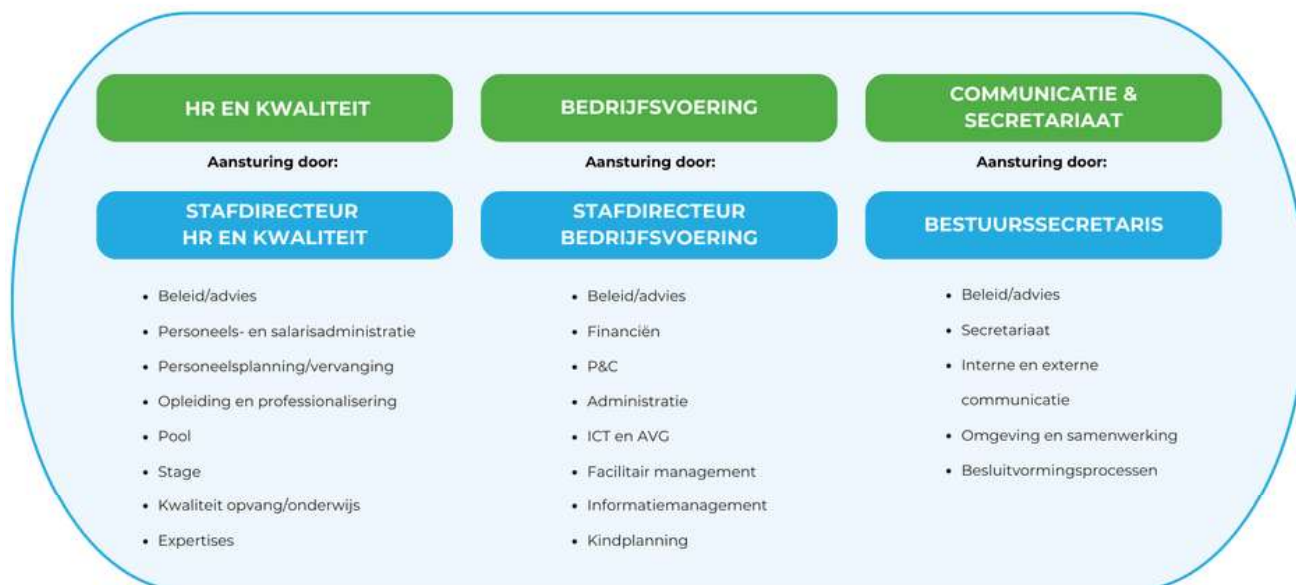 HR EN KWALITEIT
Aansturing door:
STAFDIRECTEUR
HR EN KWALITEIT
• Beleid/advies
• Personeels- en salarisadministratie
• Personeelsplanning/vervanging
• Opleiding en professionalisering
• Pool
• Stage
• Kwaliteit opvang/onderwijs
• Expertises
BEDRIJFSVOERING
Aansturing door:
STAFDIRECTEUR
BEDRIJFSVOERING
• Beleid/advies
• Financiën
• P&C
• Administratie
• ICT en AVG
• Facilitair management
• Informatiemanagement
• Kindplanning
COMMUNICATIE &
SECRETARIAAT
Aansturing door:
BESTUURSSECRETARIS
• Beleid/advies
• Secretariaat
• Interne en externe
communicatie
• Omgeving en samenwerking
• Besluitvormingsprocessen